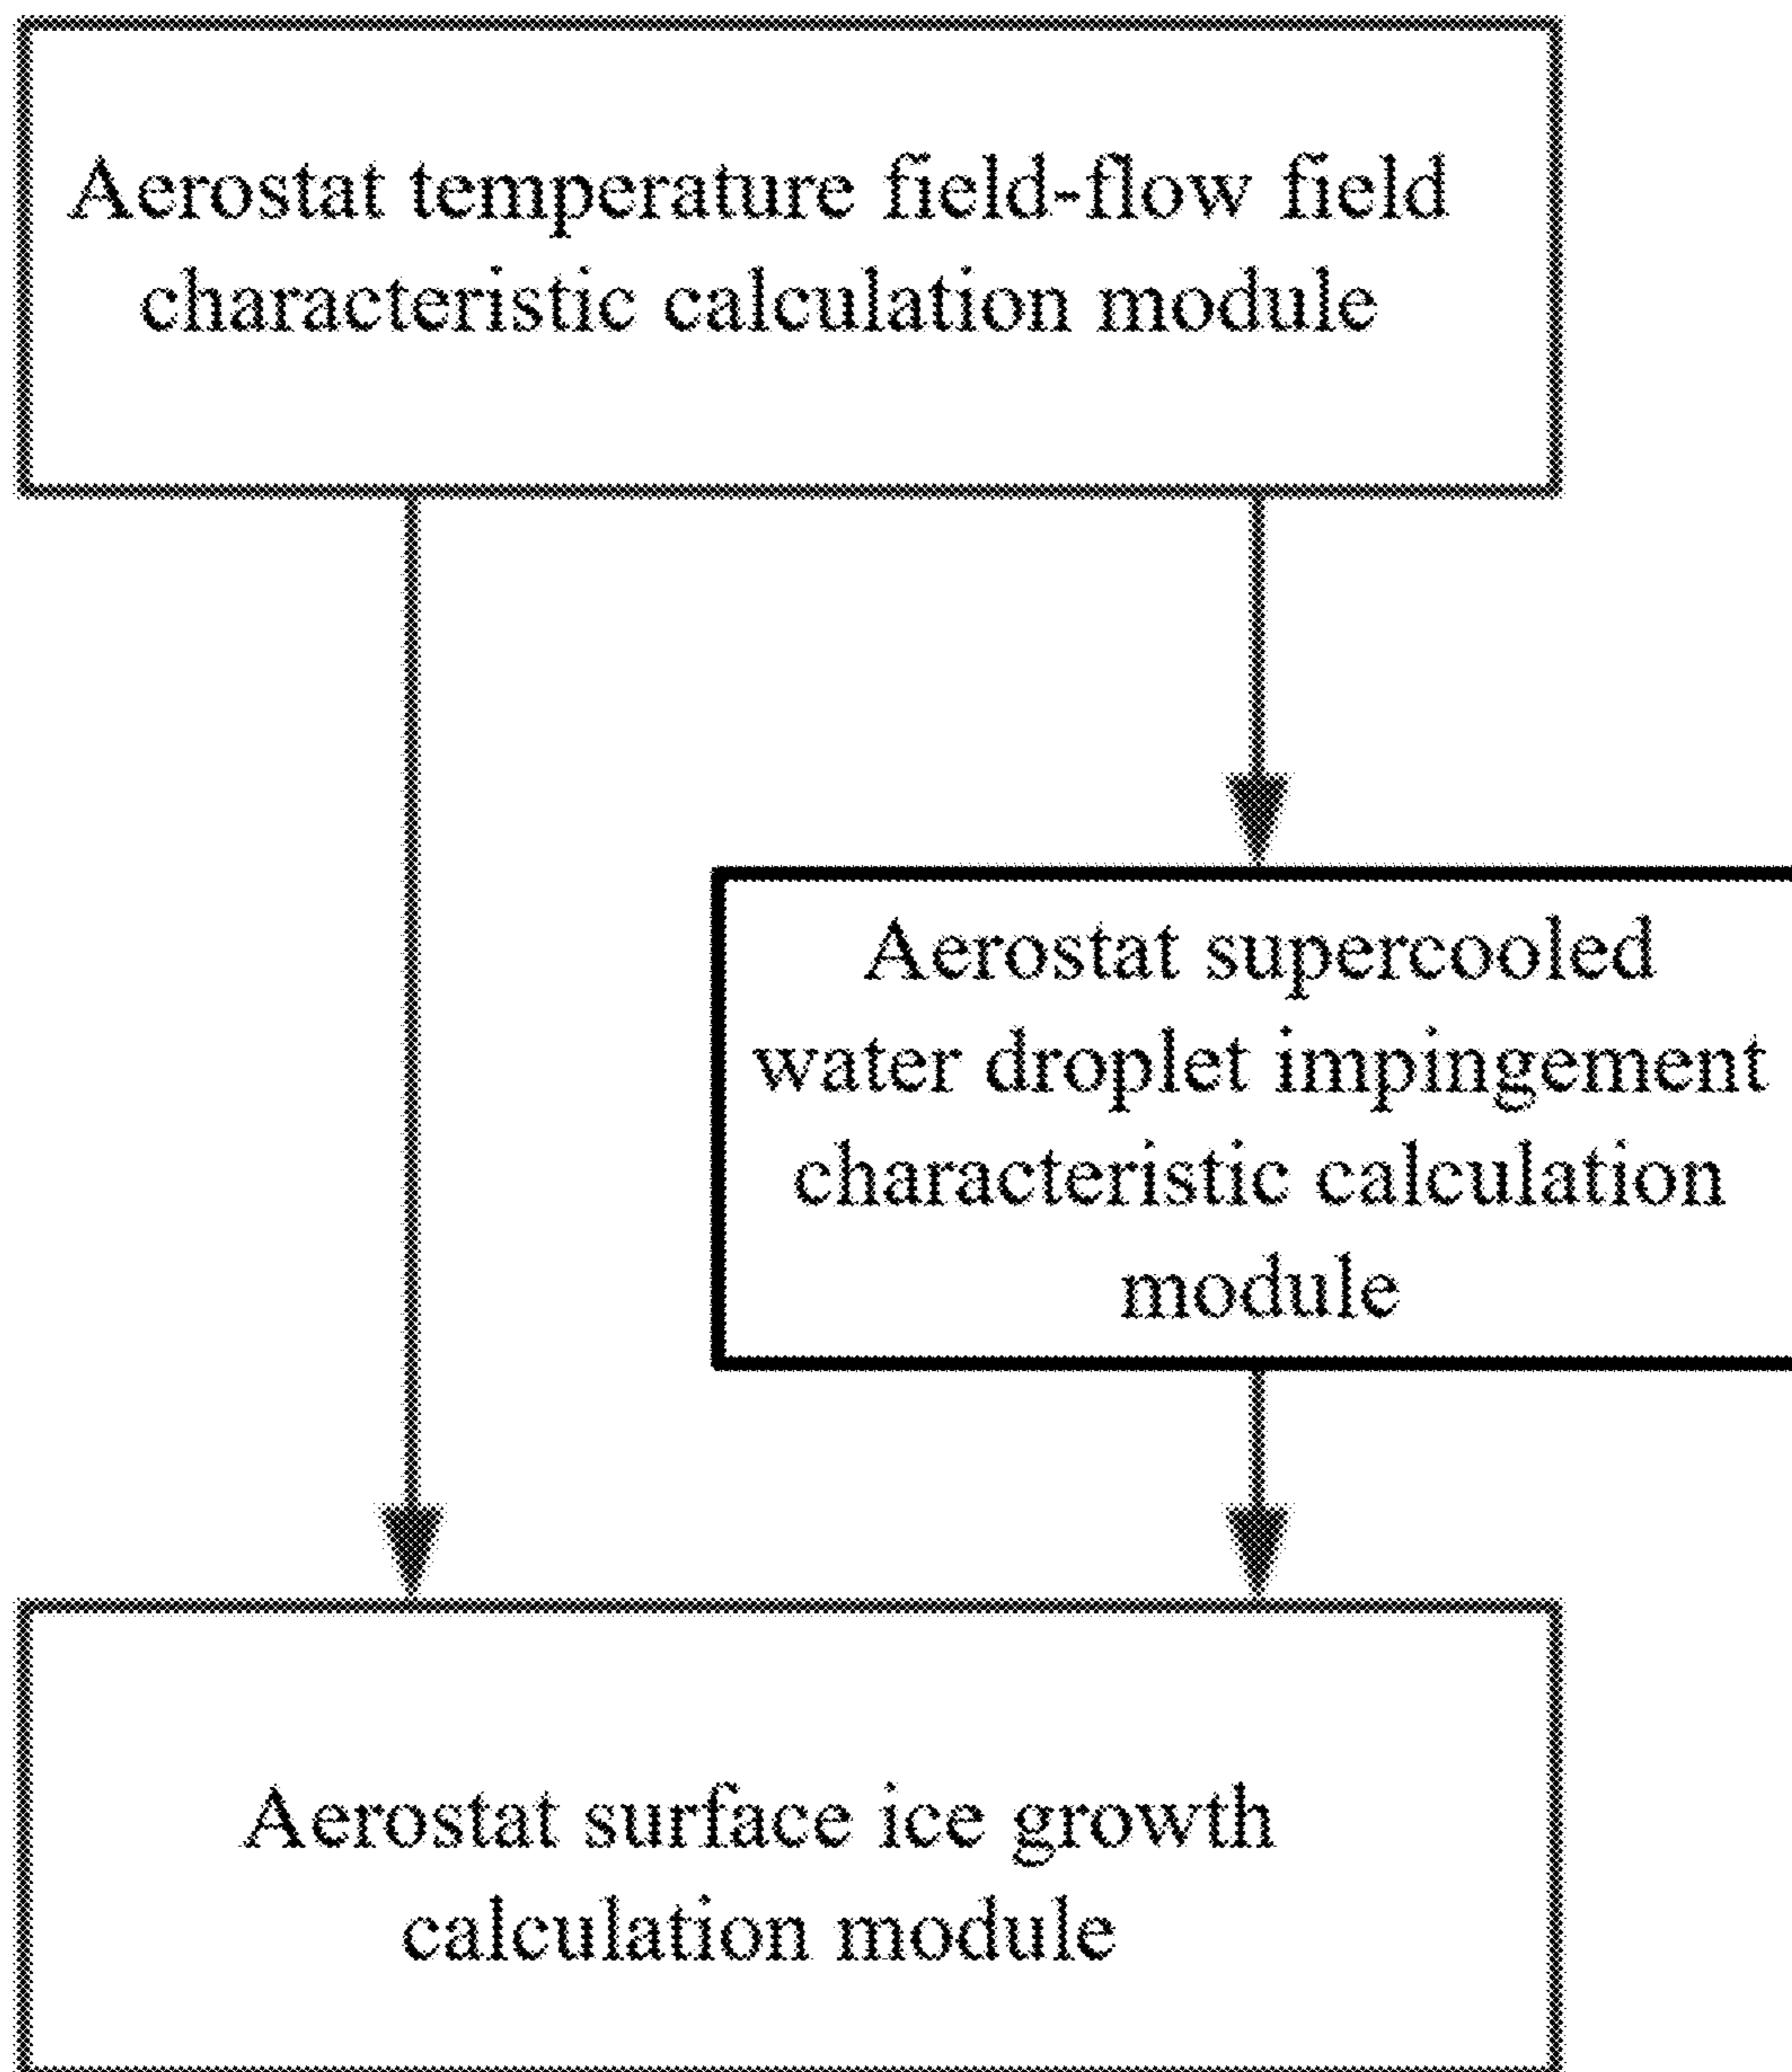 Aerostat temperature field-flow field
characteristic calculation module
Aerostat supercooled
water droplet impingement
characteristic calculation
module
Aerostat surface ice growth
calculation module